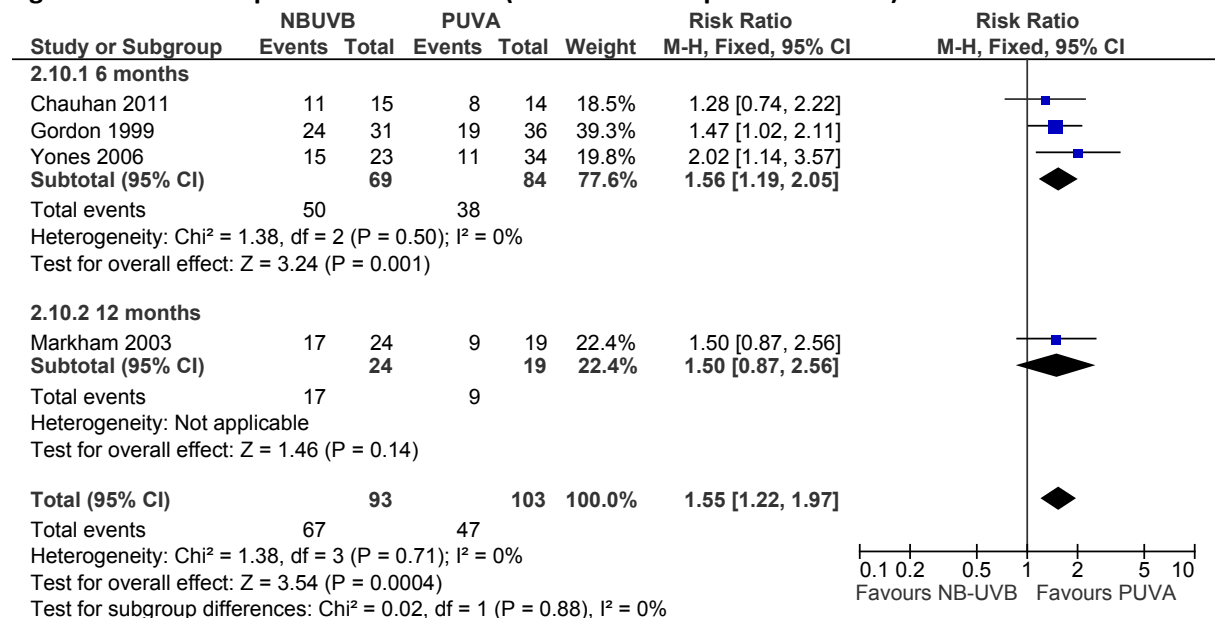 NBUVB PUVA Risk Ratio Risk Ratio
Study or Subgroup Events Total Events Total Weight M-H, Fixed, 95% CI M-H, Fixed, 95% CI
2.10.1 6 months
Chauhan 2011 11 15 8 14 18.5% 1.28 [0.74, 2.22]
Gordon 1999 24 31 19 36 39.3% 1.47 [1.02, 2.11]
Yones 2006 15 23 11 34 19.8% 2.02 [1.14, 3.57]
Subtotal (95% CI) 69 84 77.6% 1.56 [1.19, 2.05]
Total events 50 38
Heterogeneity: Chi² = 1.38, df = 2 (P = 0.50); I² = 0%
Test for overall effect: Z = 3.24 (P = 0.001)
2.10.2 12 months
Markham 2003 17 24 9 19 22.4% 1.50 [0.87, 2.56]
Subtotal (95% CI) 24 19 22.4% 1.50 [0.87, 2.56]
Total events 17 9
Heterogeneity: Not applicable
Test for overall effect: Z = 1.46 (P = 0.14)
Total (95% CI) 93 103 100.0% 1.55 [1.22, 1.97]
Total events 67 47
Heterogeneity: Chi² = 1.38, df = 3 (P = 0.71); I² = 0%
Test for overall effect: Z = 3.54 (P = 0.0004)
Test for subgroup differences: Chi² = 0.02, df = 1 (P = 0.88), I² = 0%
0.1 0.2 0.5 1 2 5 10
Favours NB-UVB Favours PUVA